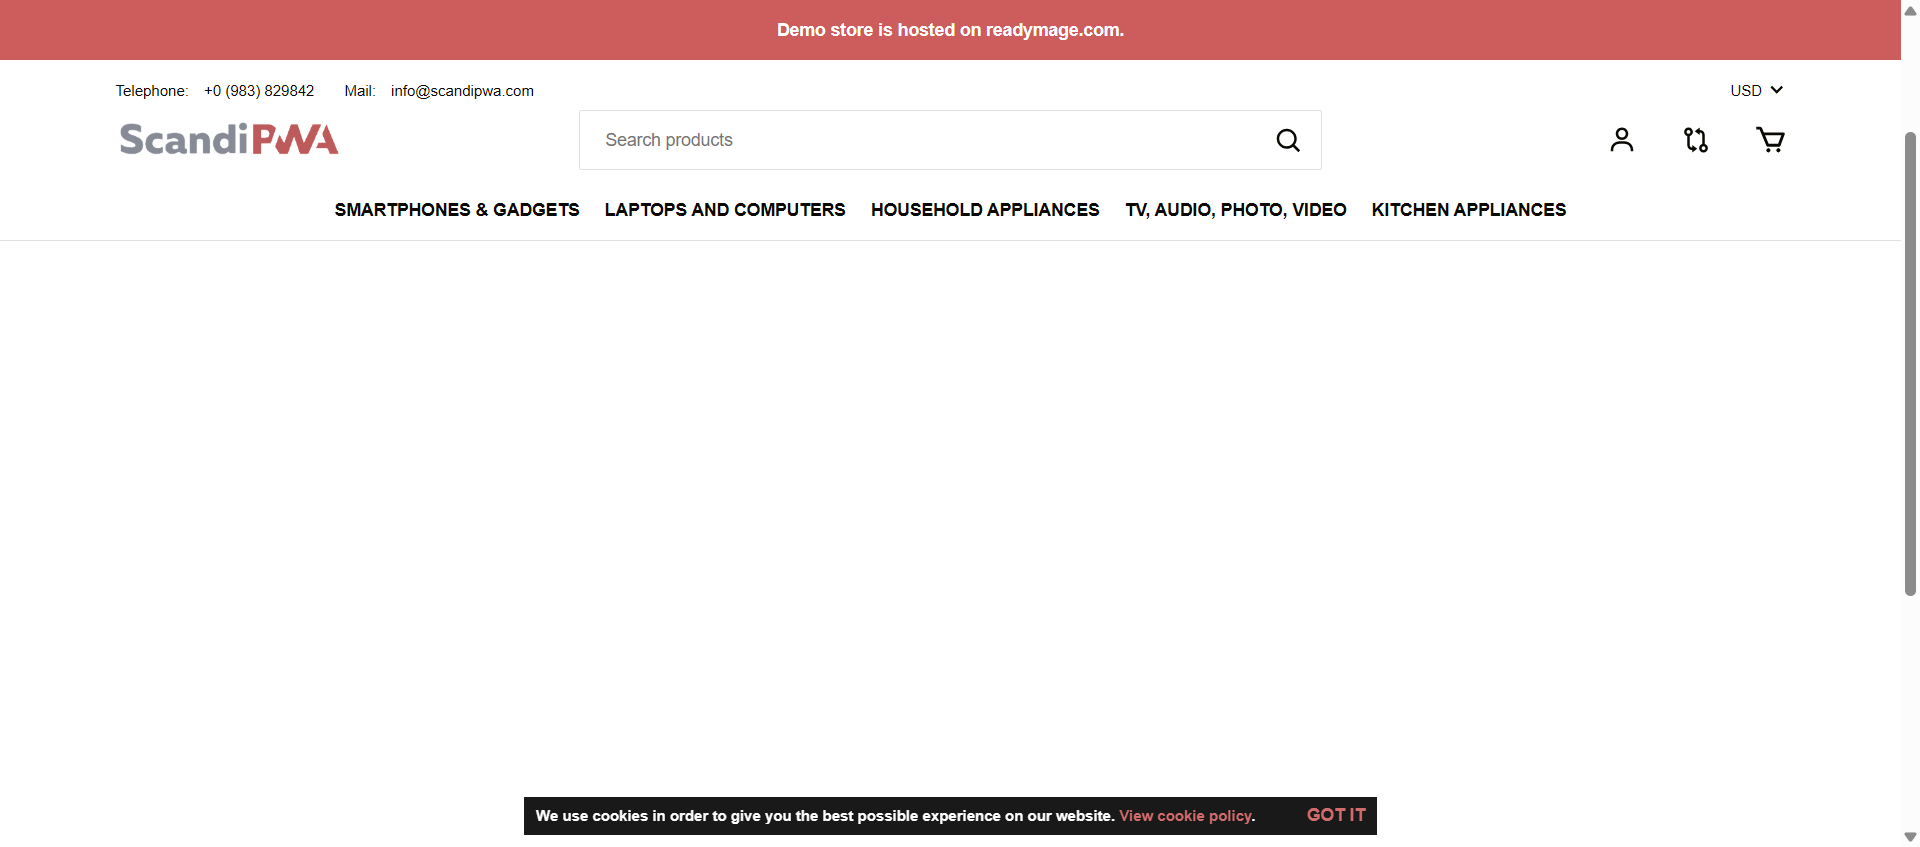 Demo store is hosted on readymage.com.
Telephone: +0 (983) 829842 Mail: info@scandipwa.com USD
ScandiPWA
Search products
SMARTPHONES & GADGETS LAPTOPS AND COMPUTERS HOUSEHOLD APPLIANCES TV, AUDIO, PHOTO, VIDEO KITCHEN APPLIANCES
We use cookies in order to give you the best possible experience on our website. View cookie policy. GOT IT